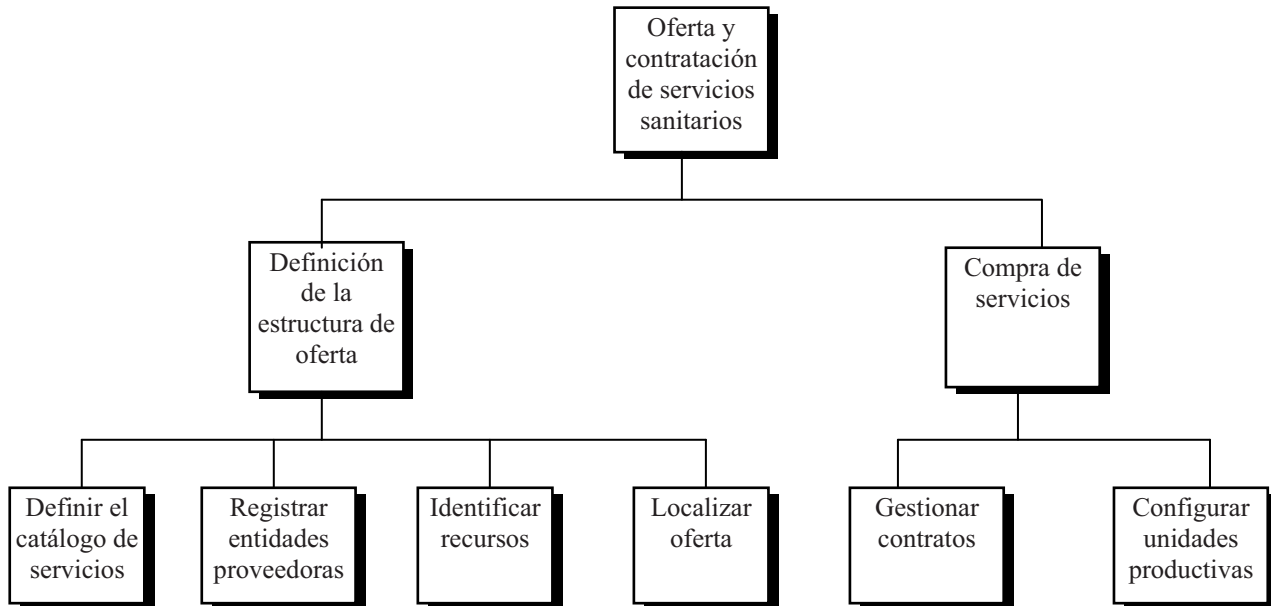 Oferta y
contratación
de servicios
sanitarios
Definición
de la
estructura de
oferta
Compra de
servicios
Definir el
catálogo de
servicios
Registrar
entidades
proveedoras
Identificar
recursos
Localizar
oferta
Gestionar
contratos
Configurar
unidades
productivas